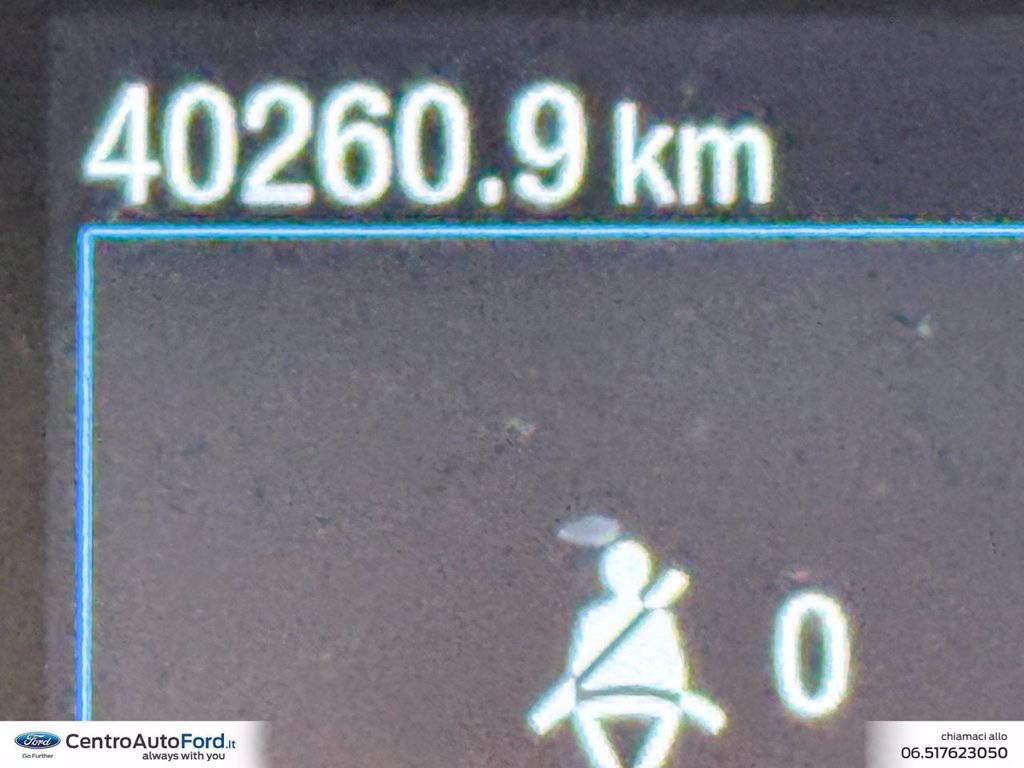 40260.9 km
0
Ford
Go Further
CentroAutoFord.it
always with you
chiamaci allo
06.517623050